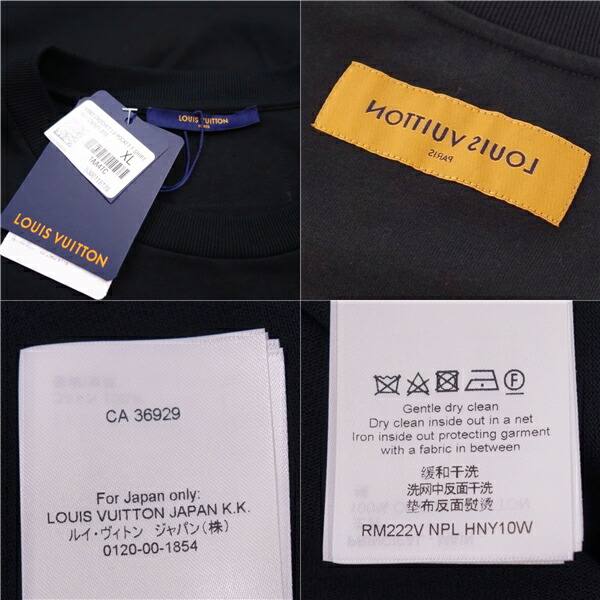 LOUIS VUITTON
PARIS
XL
1AA47C
LOUIS VUITTON
LOUIS VUITTON
PARIS
CA 36929
For Japan only:
LOUIS VUITTON JAPAN K.K.
ルイ・ヴィトン ジャパン(株)
0120-00-1854
Gentle dry clean
Dry clean inside out in a net
Iron inside out protecting garment
with a fabric in between
缓和干洗
洗网中反面干洗
垫布反面熨烫
RM222V NPL HNY10W